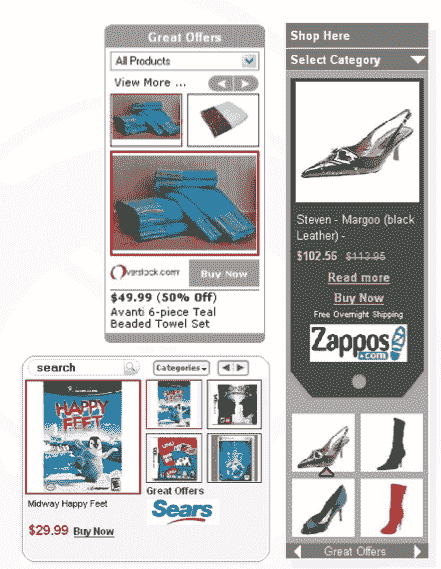 Great Offers
All Products
View More ...
Overstock.com
Buy Now
$49.99 (50% Off)
Avanti 6-piece Teal
Beaded Towel Set
Shop Here
Select Category
Steven - Margoo (black
Leather) -
$102.56 $113.95
Read more
Buy Now
Free Overnight Shipping
Zappos
.com
Great Offers
search
Categories
HAPPY
FEET
Midway Happy Feet
$29.99 Buy Now
UNO
Great Offers
Sears